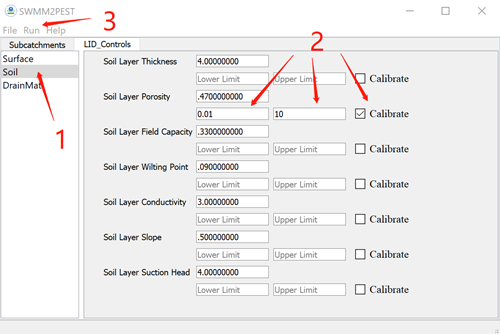 SWMM2PEST
3
File Run Help
Subcatchments LID_Controls
2
Surface
Soil
DrainMat
1
Soil Layer Thickness 4.00000000
Lower Limit Upper Limit Calibrate
Soil Layer Porosity .4700000000
0.01 10 Calibrate
Soil Layer Field Capacity .3300000000
Lower Limit Upper Limit Calibrate
Soil Layer Wilting Point .090000000
Lower Limit Upper Limit Calibrate
Soil Layer Conductivity 3.00000000
Lower Limit Upper Limit Calibrate
Soil Layer Slope .500000000
Lower Limit Upper Limit Calibrate
Soil Layer Suction Head 4.00000000
Lower Limit Upper Limit Calibrate